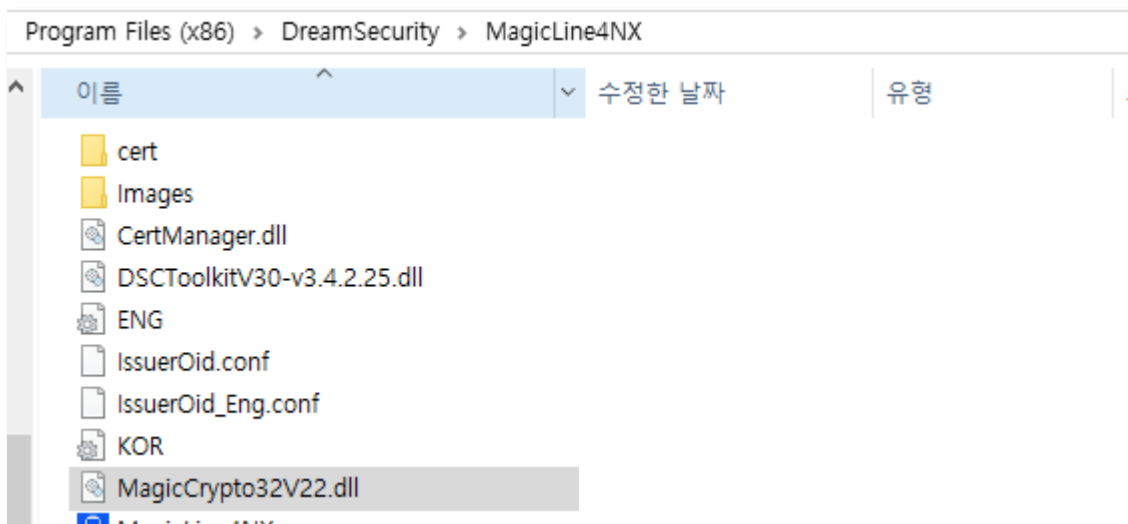 Program Files (x86) > DreamSecurity > MagicLine4NX
이름 수정한 날짜 유형
cert
Images
CertManager.dll
DSCToolkitV30-v3.4.2.25.dll
ENG
IssuerOid.conf
IssuerOid_Eng.conf
KOR
MagicCrypto32V22.dll